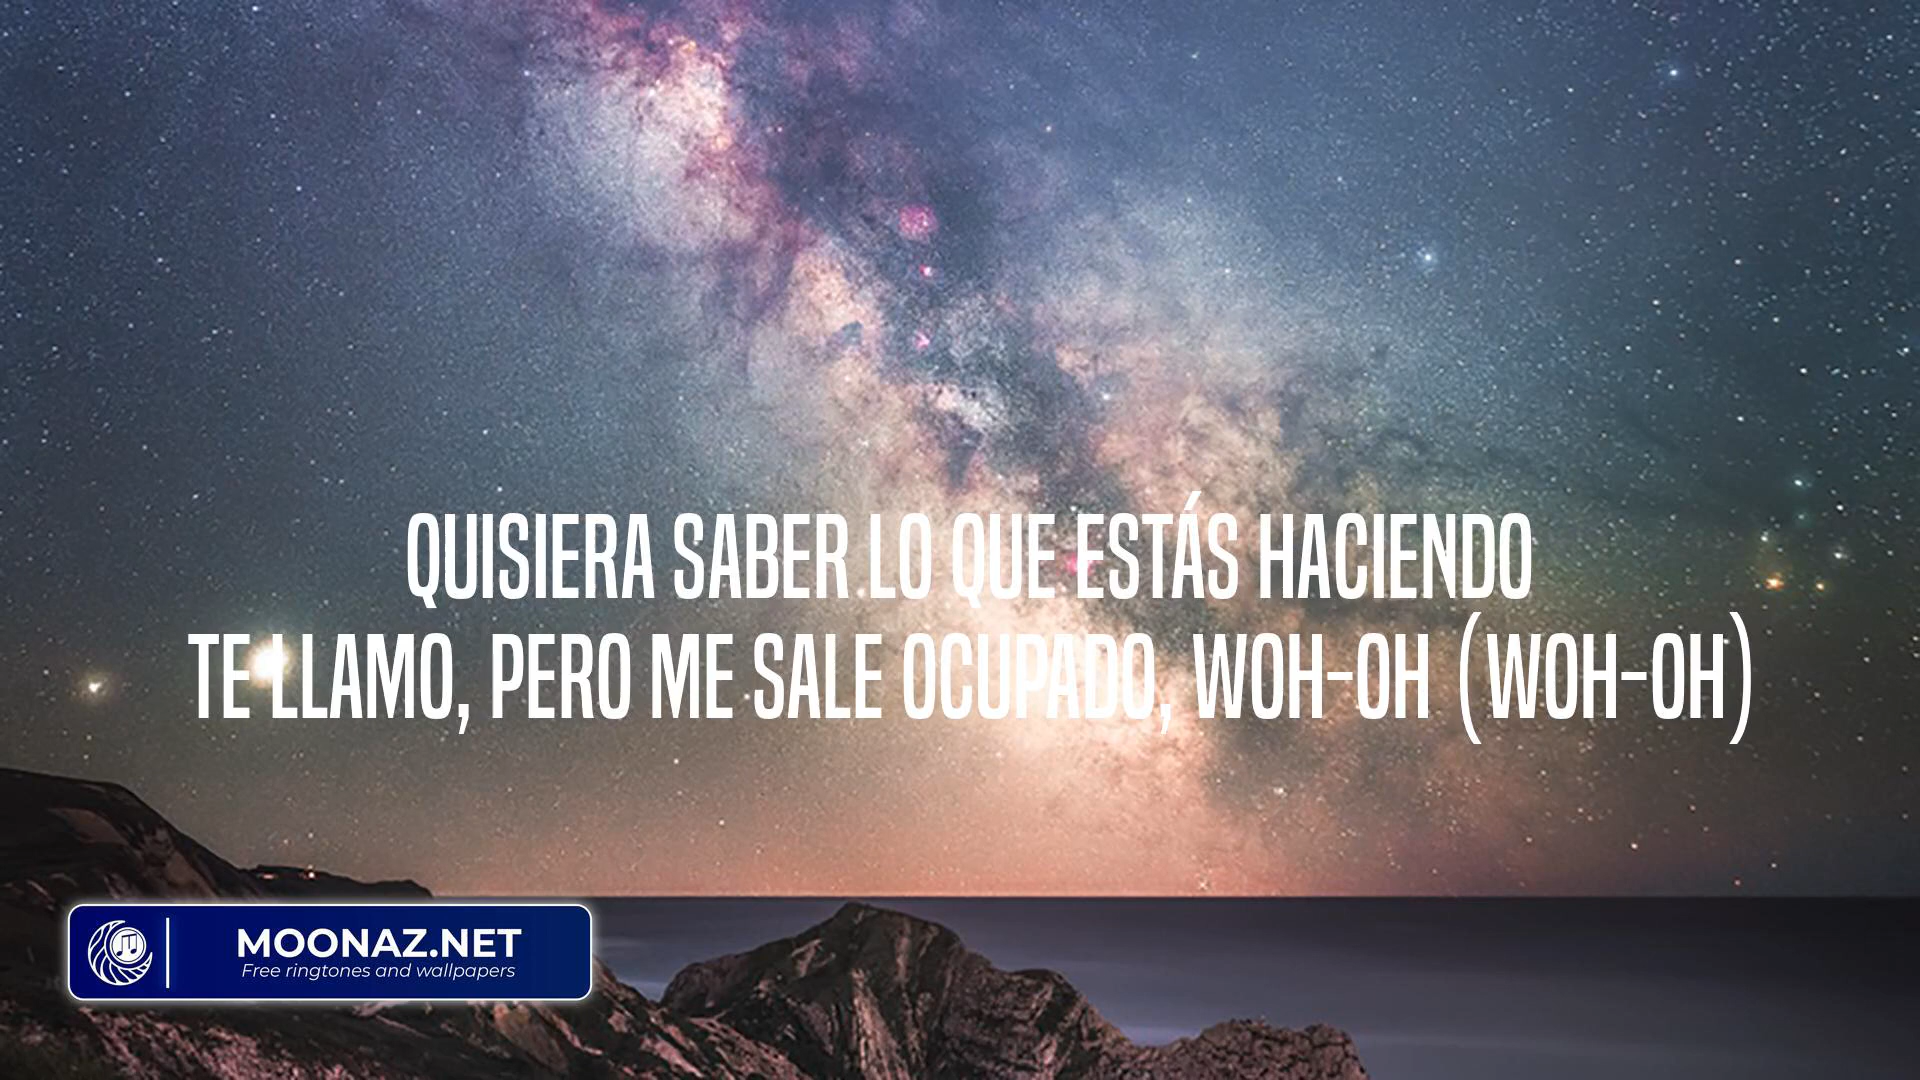 QUISIERA SABER LO QUE ESTÁS HACIENDO
TE LLAMO, PERO ME SALE OCUPADO, WOH-OH (WOH-OH)
MOONAZ.NET
Free ringtones and wallpapers